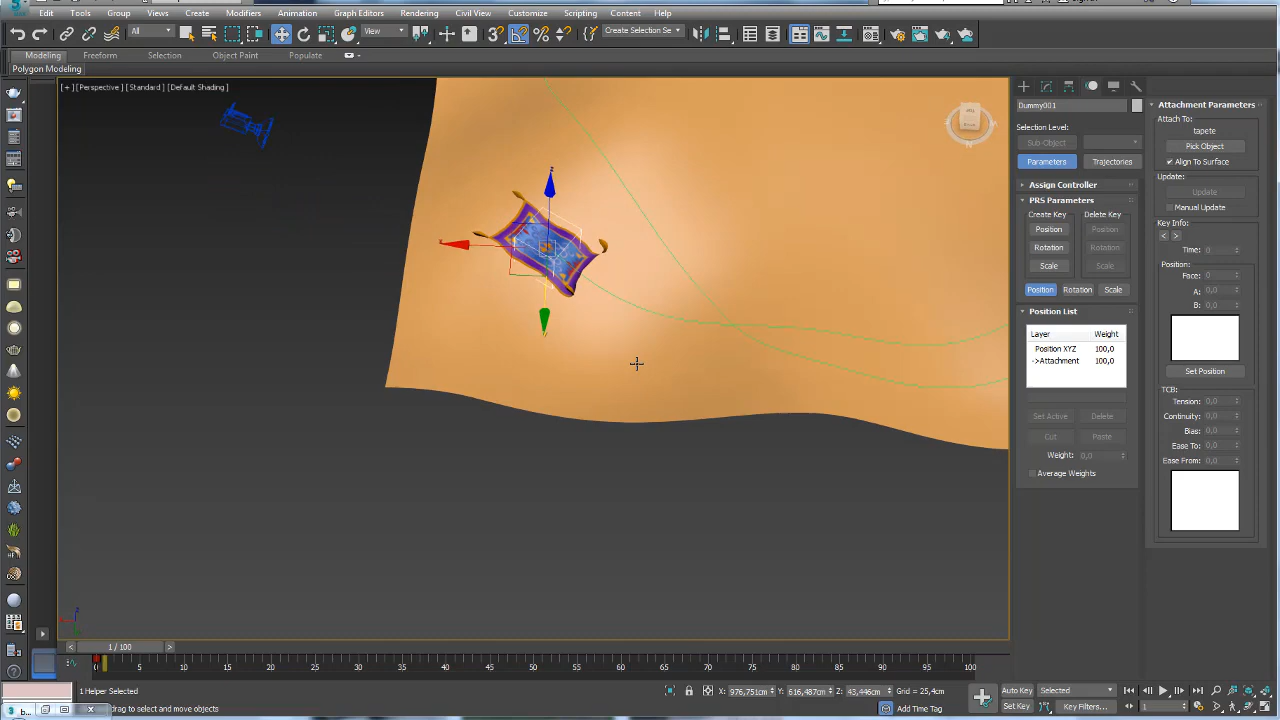 Edit Tools Group Views Create Modifiers Animation Graph Editors Rendering Civil View Customize Scripting Content Help
All View Create Selection Se
Modeling Freeform Selection Object Paint Populate
Polygon Modeling
[+] [Perspective] [Standard] [Default Shading]
Dummy001
Selection Level:
Sub-Object
Parameters Trajectories
Assign Controller
PRS Parameters
Create Key Delete Key
Position Position
Rotation Rotation
Scale Scale
Position Rotation Scale
Position List
Layer Weight
Position XYZ 100,0
->Attachment 100,0
Set Active Delete
Cut Paste
Weight: 0,0
Average Weights
Attachment Parameters
Attach To:
tapete
Pick Object
Align To Surface
Update:
Update
Manual Update
Key Info:
< >
Time: 0
Position:
Face: 0
A: 0,0
B: 0,0
Set Position
TCB:
Tension: 0,0
Continuity: 0,0
Bias: 0,0
Ease To: 0,0
Ease From: 0,0
< 1 / 100 >
5 10 15 20 25 30 35 40 45 50 55 60 65 70 75 80 85 90 95 100
1 Helper Selected X: 976,751cm Y: 616,487cm Z: 43,446cm Grid = 25,4cm Auto Key Selected
drag to select and move objects Add Time Tag Set Key Key Filters... 1